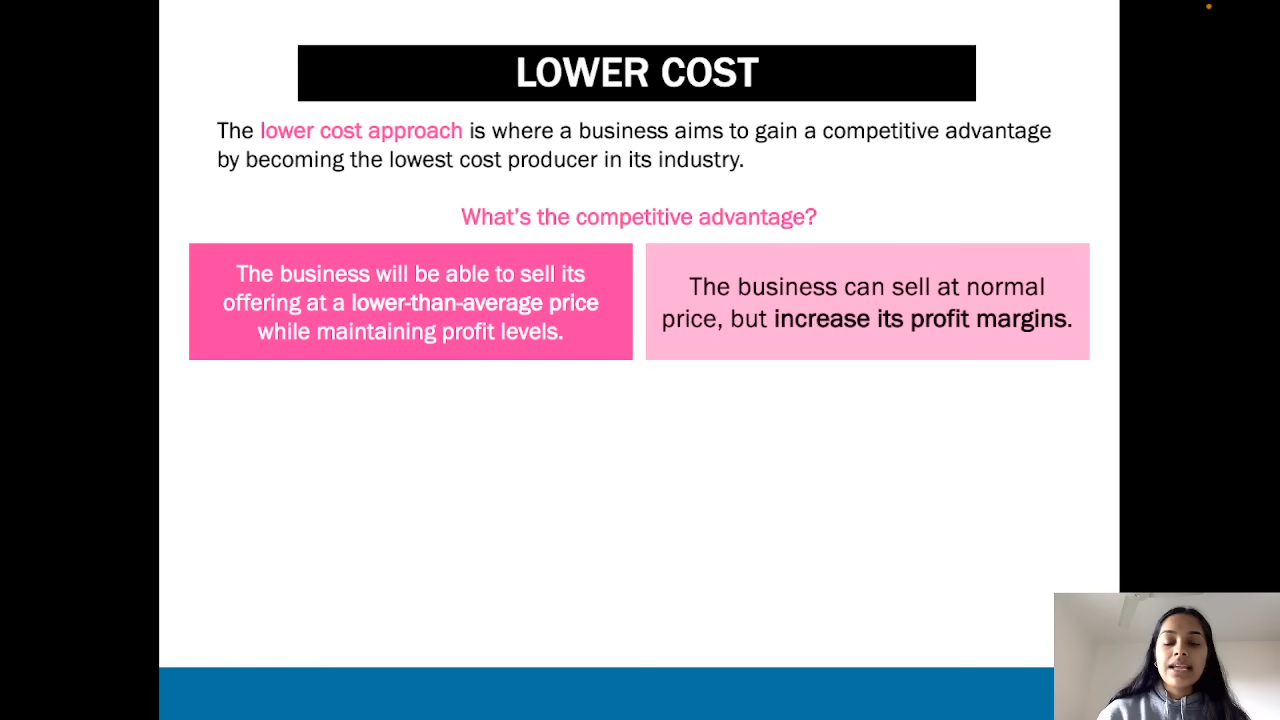 LOWER COST
The lower cost approach is where a business aims to gain a competitive advantage
by becoming the lowest cost producer in its industry.
What's the competitive advantage?
The business will be able to sell its
offering at a lower-than-average price
while maintaining profit levels.
The business can sell at normal
price, but increase its profit margins.